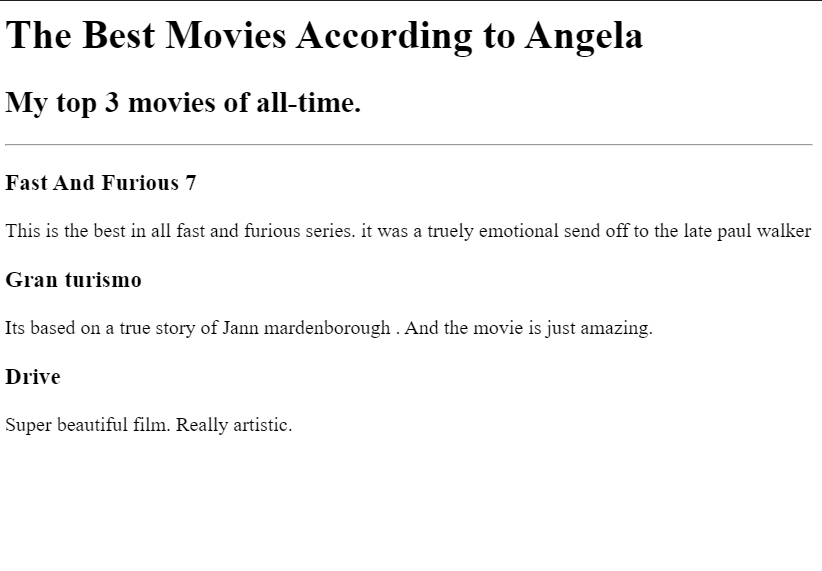 The Best Movies According to Angela
My top 3 movies of all-time.
Fast And Furious 7
This is the best in all fast and furious series. it was a truely emotional send off to the late paul walker
Gran turismo
Its based on a true story of Jann mardenborough . And the movie is just amazing.
Drive
Super beautiful film. Really artistic.